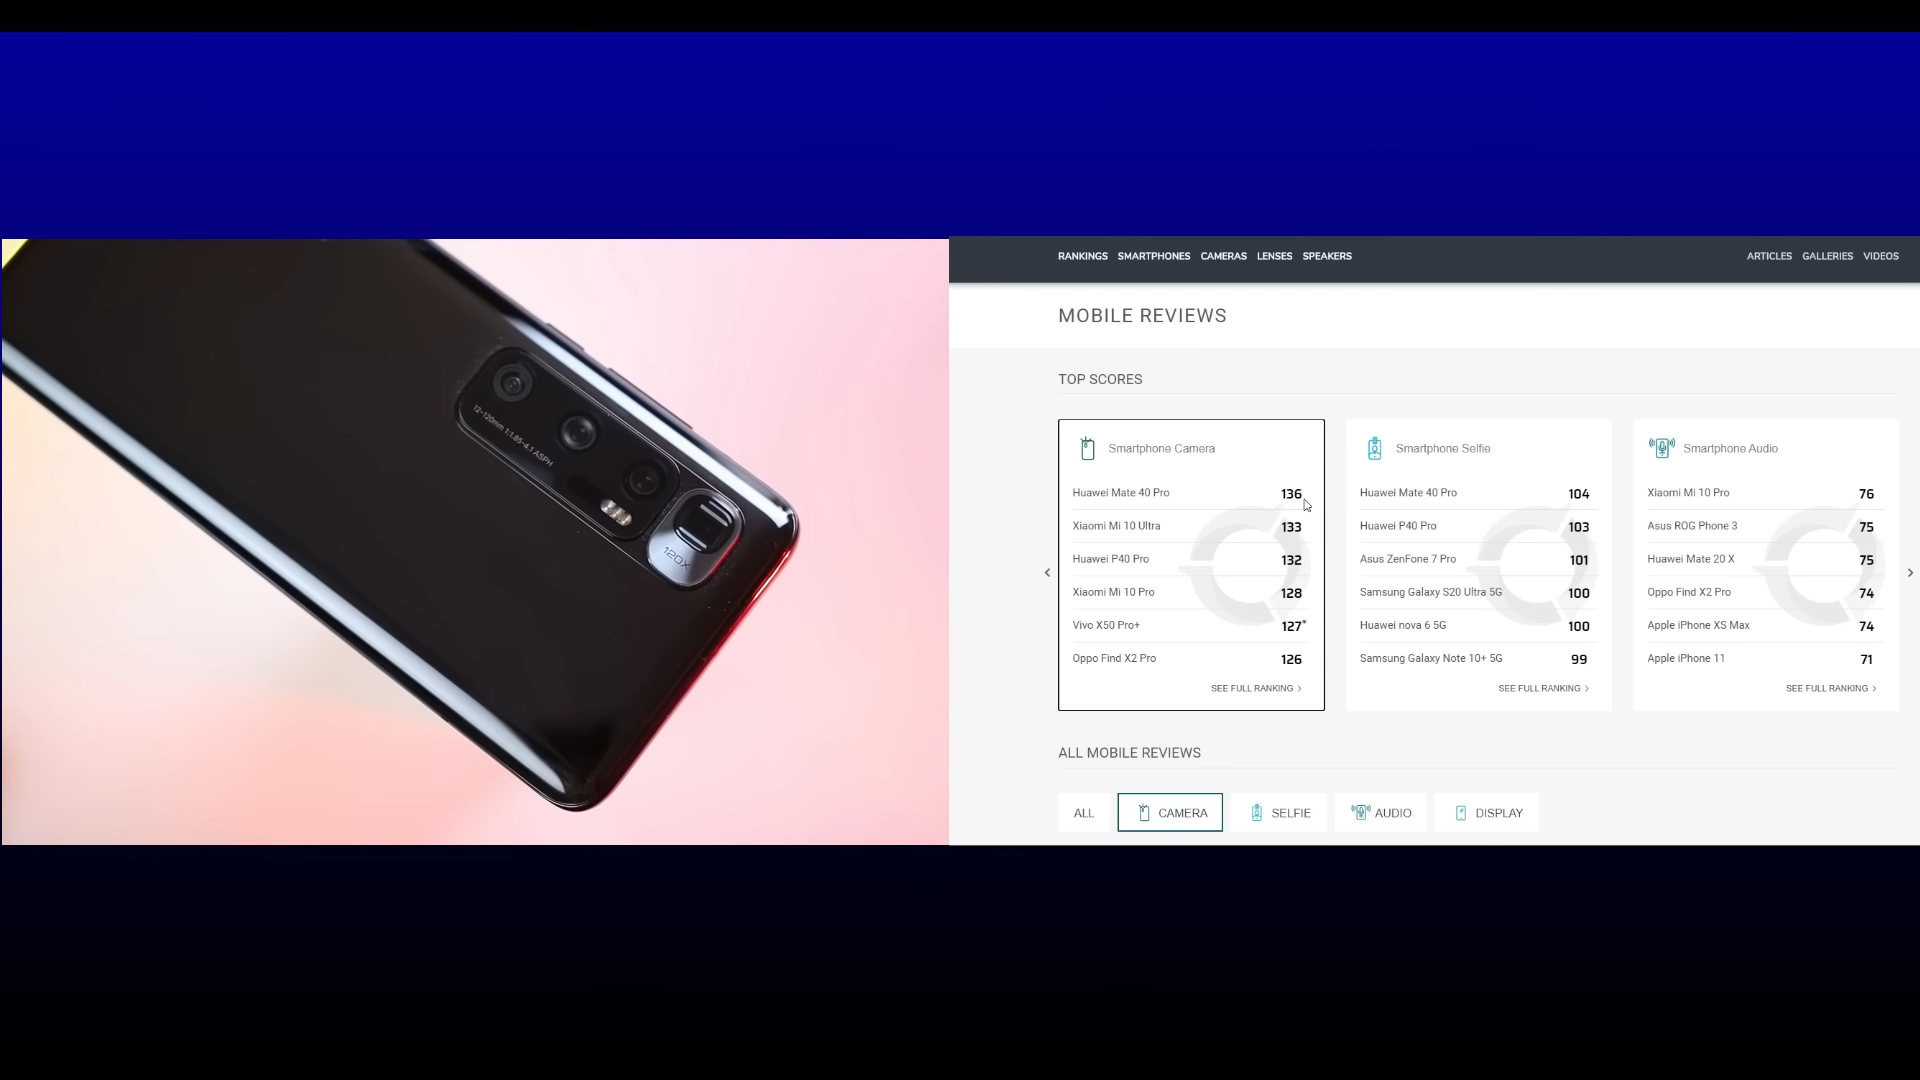 12-120mm 1:1.85-4.1 ASPH
120X
RANKINGS SMARTPHONES CAMERAS LENSES SPEAKERS
ARTICLES GALLERIES VIDEOS
MOBILE REVIEWS
TOP SCORES
Smartphone Camera
Huawei Mate 40 Pro 136
Xiaomi Mi 10 Ultra 133
Huawei P40 Pro 132
Xiaomi Mi 10 Pro 128
Vivo X50 Pro+ 127*
Oppo Find X2 Pro 126
SEE FULL RANKING >
Smartphone Selfie
Huawei Mate 40 Pro 104
Huawei P40 Pro 103
Asus ZenFone 7 Pro 101
Samsung Galaxy S20 Ultra 5G 100
Huawei nova 6 5G 100
Samsung Galaxy Note 10+ 5G 99
SEE FULL RANKING >
Smartphone Audio
Xiaomi Mi 10 Pro 76
Asus ROG Phone 3 75
Huawei Mate 20 X 75
Oppo Find X2 Pro 74
Apple iPhone XS Max 74
Apple iPhone 11 71
SEE FULL RANKING >
ALL MOBILE REVIEWS
ALL CAMERA SELFIE AUDIO DISPLAY